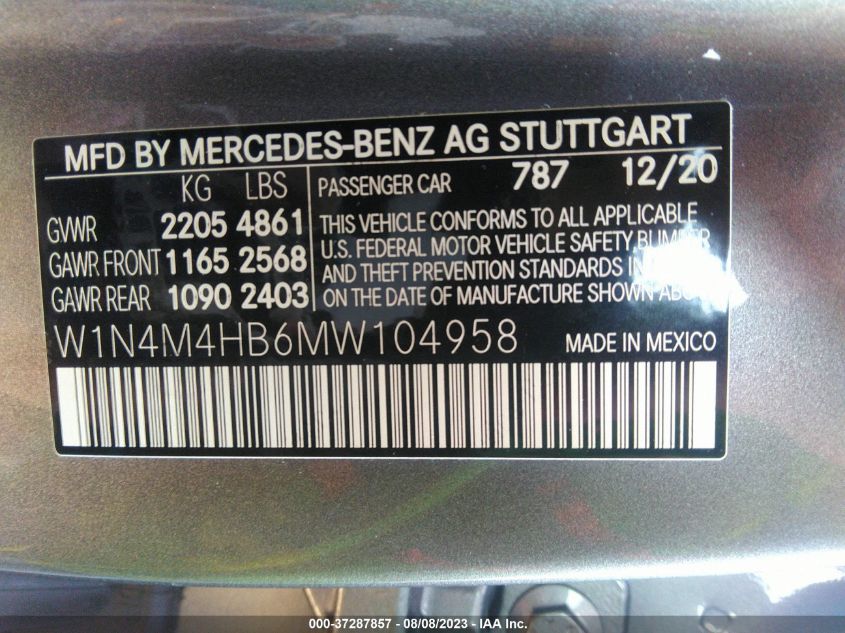 MFD BY MERCEDES-BENZ AG STUTTGART
KG LBS
GVWR 2205 4861
GAWR FRONT 1165 2568
GAWR REAR 1090 2403
PASSENGER CAR 787 12/20
THIS VEHICLE CONFORMS TO ALL APPLICABLE
U.S. FEDERAL MOTOR VEHICLE SAFETY, BUMPER
AND THEFT PREVENTION STANDARDS IN
ON THE DATE OF MANUFACTURE SHOWN
W1N4M4HB6MW104958 MADE IN MEXICO
000-37287857 - 08/08/2023 - IAA Inc.